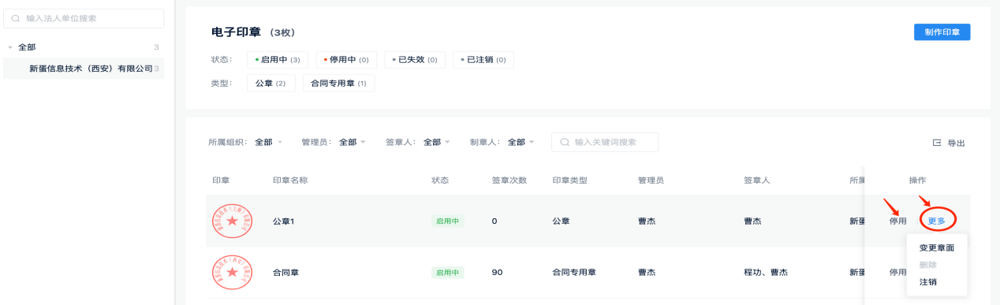 输入法人单位搜索
全部 3
新蛋信息技术（西安）有限公司 3
电子印章 （3枚）
制作印章
状态： 启用中 (3) 停用中 (0) 已失效 (0) 已注销 (0)
类型： 公章 (2) 合同专用章 (1)
所属组织： 全部 管理员： 全部 签章人： 全部 制章人： 全部 输入关键词搜索 导出
印章 印章名称 状态 签章次数 印章类型 管理员 签章人 所属 操作
公章1 启用中 0 公章 曹杰 曹杰 新蛋 停用 更多
变更章面
删除
注销
合同章 启用中 90 合同专用章 曹杰 程功、曹杰 新蛋 停用